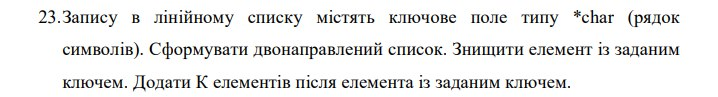 23.Запису в лінійному списку містять ключове поле типу *char (рядок
символів). Сформувати двонаправлений список. Знищити елемент із заданим
ключем. Додати К елементів після елемента із заданим ключем.